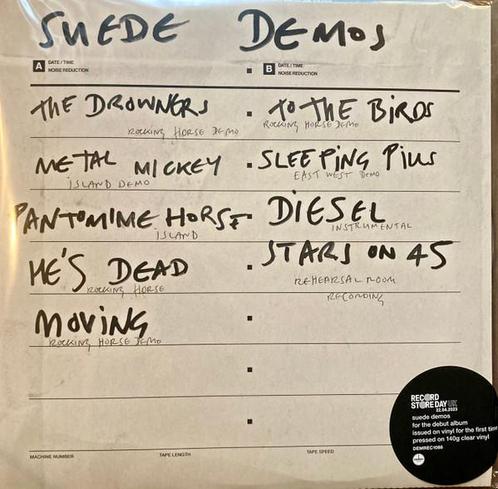 SUEDE DEMOS
A DATE / TIME
NOISE REDUCTION
B DATE / TIME
NOISE REDUCTION
THE DROWNERS
ROCKING HORSE DEMO
METAL MICKEY
ISLAND DEMO
PANTOMIME HORSE
ISLAND
HE'S DEAD
ROCKING HORSE
MOVING
ROCKING HORSE DEMO
TO THE BIRDS
ROCKING HORSE DEMO
SLEEPING PILLS
EAST WEST DEMO
DIESEL
INSTRUMENTAL
STARS ON 45
REHEARSAL ROOM
RECORDING
MACHINE NUMBER
TAPE LENGTH
TAPE SPEED
RECORD
STORE DAY UK
22.04.2023
suede demos
for the debut album
issued on vinyl for the first time
pressed on 140g clear vinyl
DEMREC1086